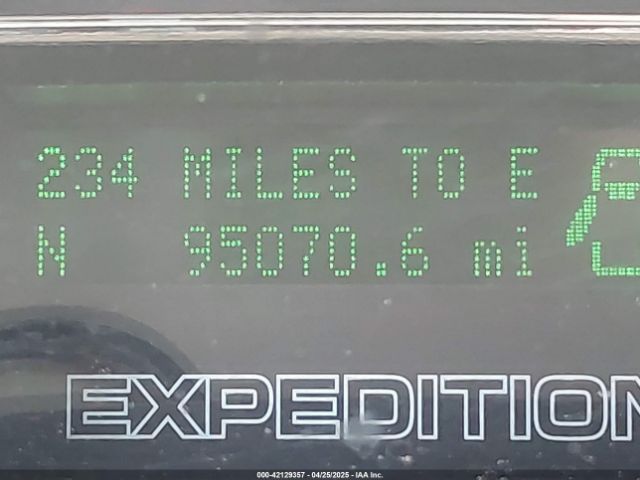 234 MILES TO E
N 95070.6 mi
EXPEDITION
000-42129357 - 04/25/2025 - IAA Inc.